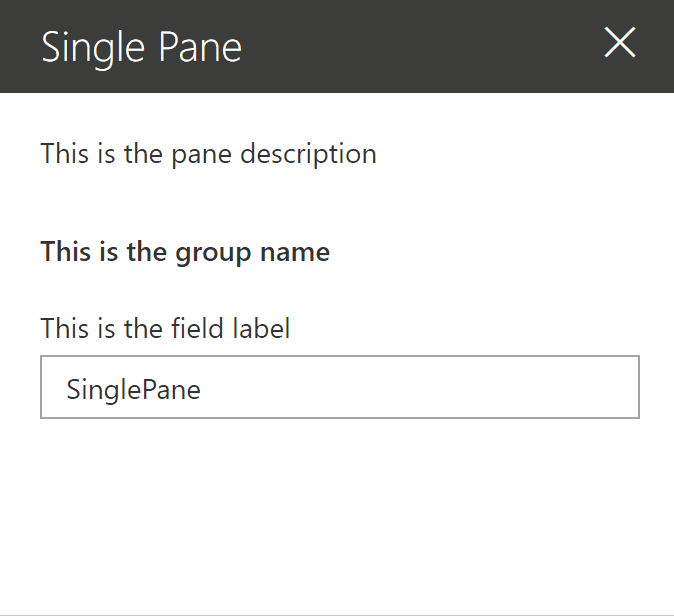 Single Pane
This is the pane description
This is the group name
This is the field label
SinglePane